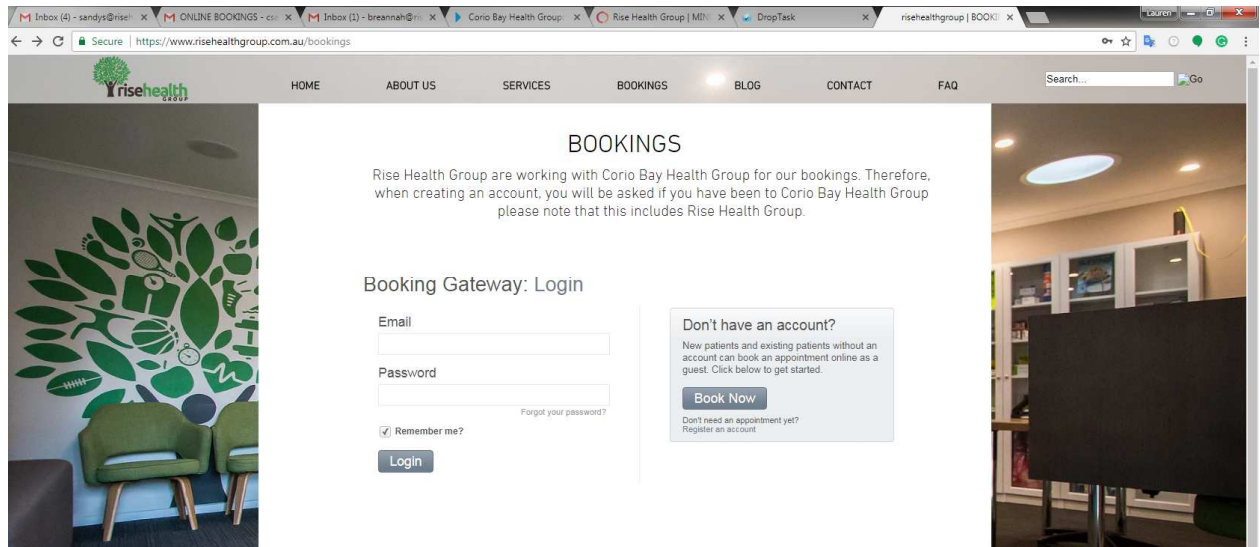 Inbox (4) - sandys@riseh
ONLINE BOOKINGS - csa
Inbox (1) - breannah@ris
Corio Bay Health Group:
Rise Health Group | MIN
DropTask
risehealthgroup | BOOKI
Lauren
Secure | https://www.risehealthgroup.com.au/bookings
risehealth
GROUP
HOME
ABOUT US
SERVICES
BOOKINGS
BLOG
CONTACT
FAQ
Search...
Go
BOOKINGS
Rise Health Group are working with Corio Bay Health Group for our bookings. Therefore,
when creating an account, you will be asked if you have been to Corio Bay Health Group
please note that this includes Rise Health Group.
Booking Gateway: Login
Email
Password
Forgot your password?
Remember me?
Login
Don't have an account?
New patients and existing patients without an
account can book an appointment online as a
guest. Click below to get started.
Book Now
Don't need an appointment yet?
Register an account